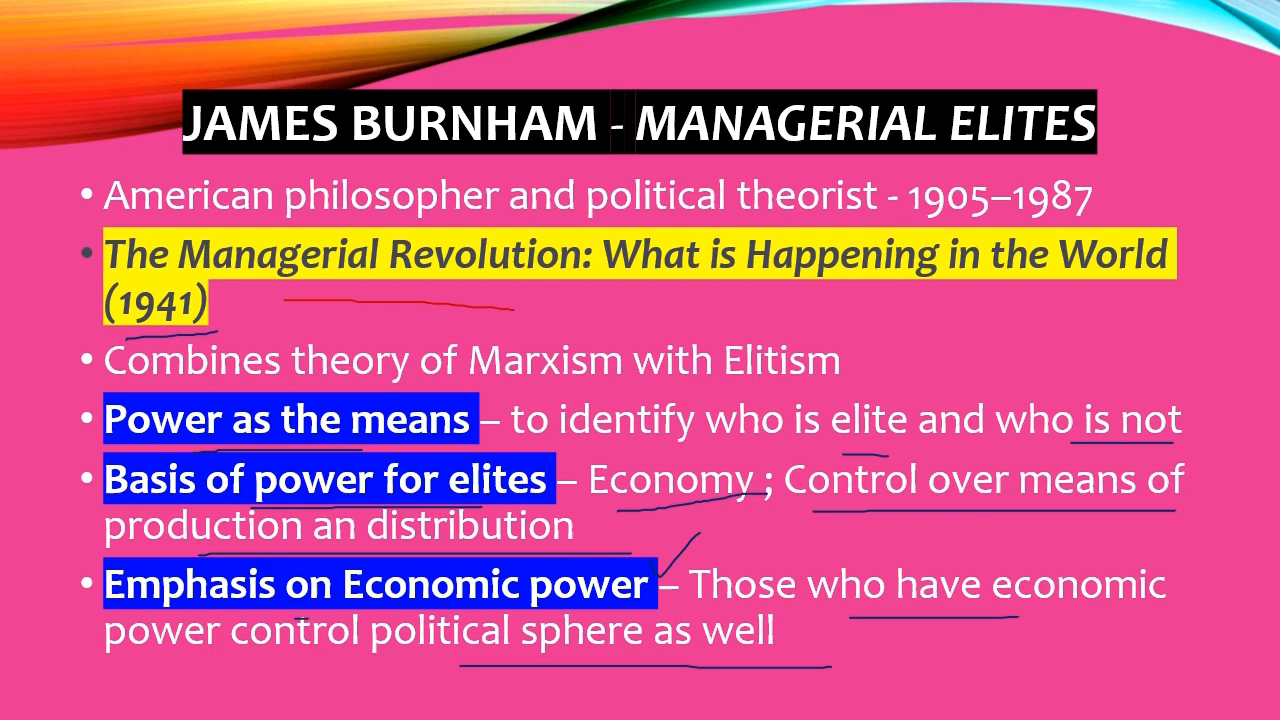 JAMES BURNHAM - MANAGERIAL ELITES
• American philosopher and political theorist - 1905–1987
• The Managerial Revolution: What is Happening in the World
(1941)
• Combines theory of Marxism with Elitism
• Power as the means – to identify who is elite and who is not
• Basis of power for elites – Economy ; Control over means of
production an distribution
• Emphasis on Economic power – Those who have economic
power control political sphere as well